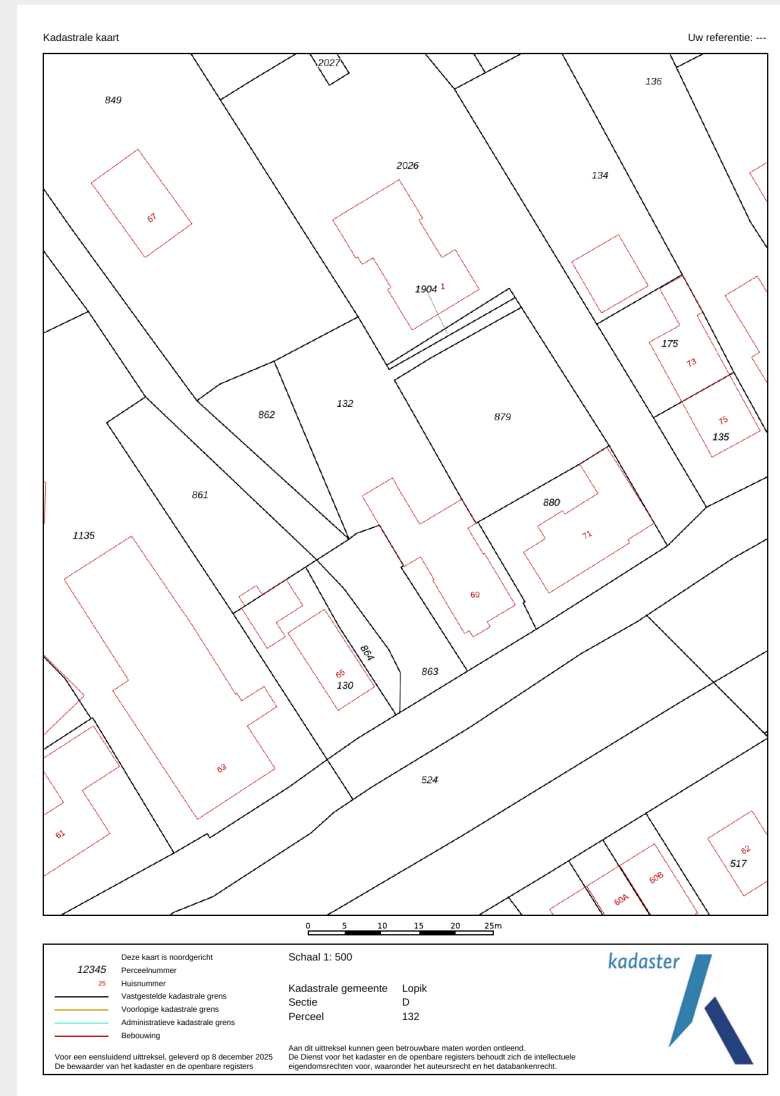 Kadastrale kaart
Uw referentie: ---
2027
849
136
2026
134
67
1904 1
175
73
132
862
879
75
135
861
880
1135
71
69
864
863
65
130
63
524
61
62
517
60B
60A
0 5 10 15 20 25m
Deze kaart is noordgericht
12345 Perceelnummer
25 Huisnummer
Vastgestelde kadastrale grens
Voorlopige kadastrale grens
Administratieve kadastrale grens
Bebouwing
Voor een eensluidend uittreksel, geleverd op 8 december 2025
De bewaarder van het kadaster en de openbare registers
Schaal 1: 500
Kadastrale gemeente Lopik
Sectie D
Perceel 132
Aan dit uittreksel kunnen geen betrouwbare maten worden ontleend.
De Dienst voor het kadaster en de openbare registers behoudt zich de intellectuele
eigendomsrechten voor, waaronder het auteursrecht en het databankenrecht.
kadaster